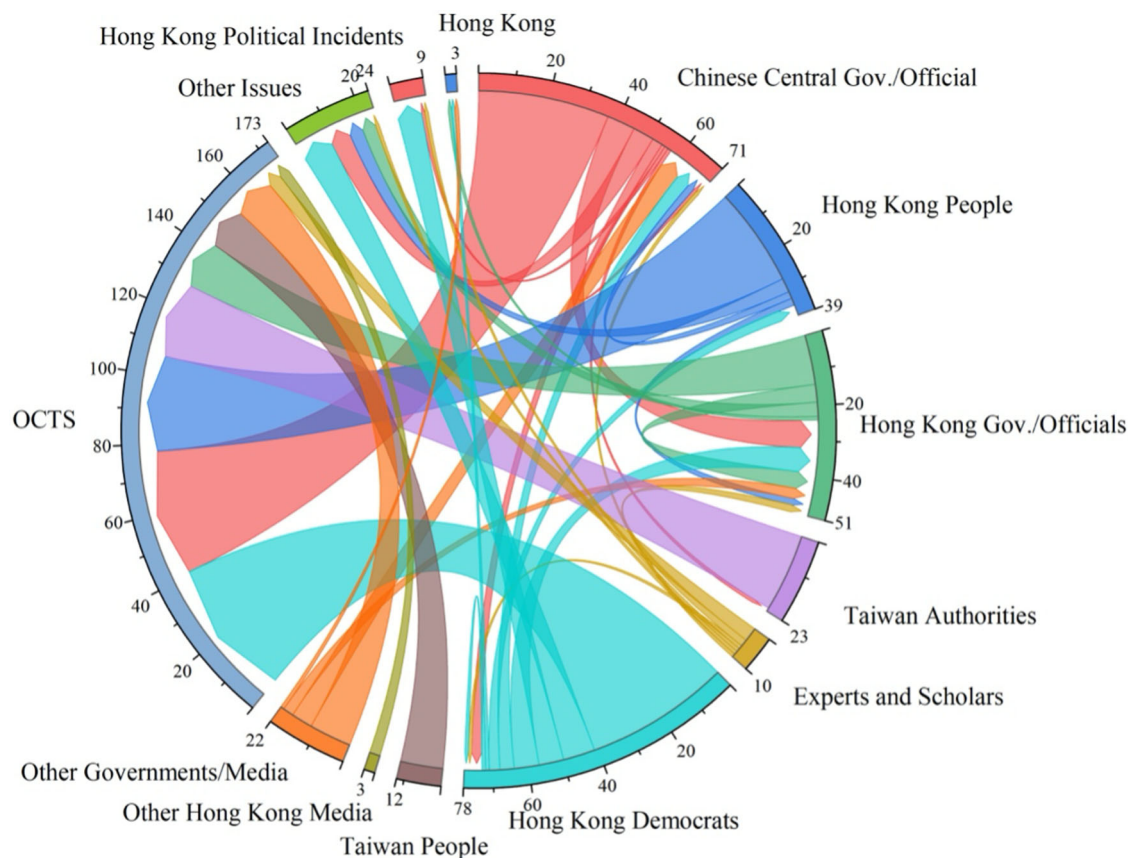 Hong Kong
Hong Kong Political Incidents
9
3
20
Chinese Central Gov./Official
40
60
71
Other Issues
20
24
173
160
140
120
100
80
60
40
20
OCTS
Hong Kong People
20
39
Hong Kong Gov./Officials
20
40
51
Taiwan Authorities
23
Experts and Scholars
10
20
40
60
78
Hong Kong Democrats
Taiwan People
12
Other Hong Kong Media
3
Other Governments/Media
22